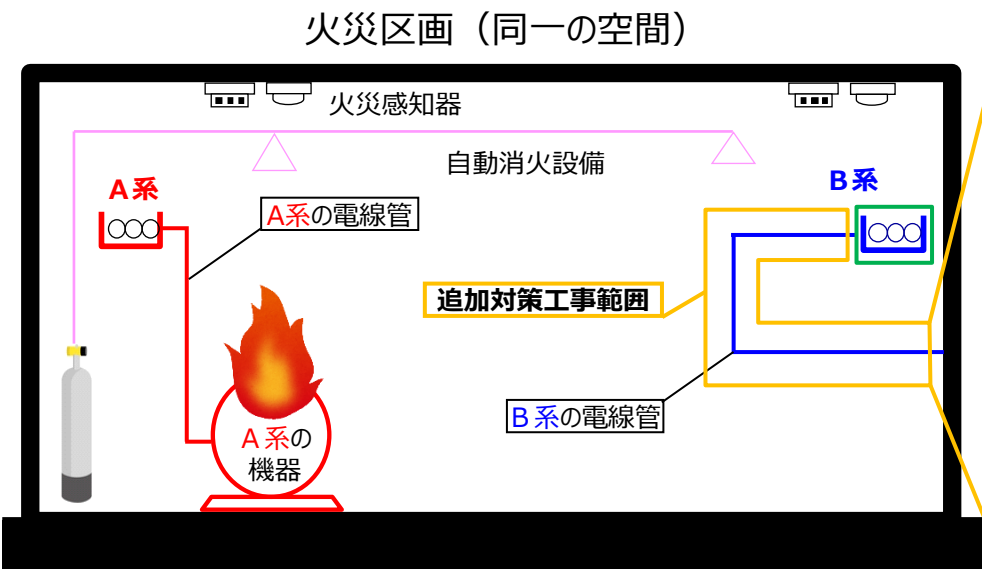 火災区画（同一の空間）
火災感知器
自動消火設備
A系
B系
A系の電線管
追加対策工事範囲
B系の電線管
A系の
機器